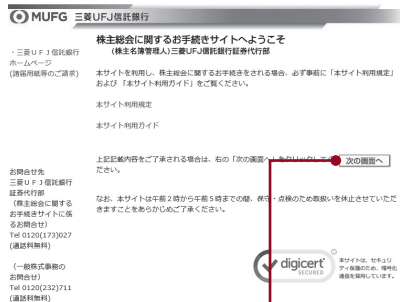 MUFG 三菱UFJ信託銀行
株主総会に関するお手続きサイトへようこそ
(株主名簿管理人)三菱UFJ信託銀行証券代行部
・三菱ＵＦＪ信託銀行
ホームページ
(諸届用紙等のご請求)
本サイトを利用し、株主総会に関するお手続きをされる場合、必ず事前に「本サイト利用規定」
および 「本サイト利用ガイド」をご覧ください。
本サイト利用規定
本サイト利用ガイド
上記記載内容をご了承される場合は、右の「次の画面へ」をクリックして
ださい。
次の画面へ
なお、本サイトは午前２時から午前５時までの間、保守・点検のため取扱いを休止させていただ
きますことをあらかじめご了承ください。
お問合せ先
三菱ＵＦＪ信託銀行
証券代行部
(株主総会に関する
お手続きサイトに係
るお問合せ)
Tel 0120(173)027
(通話料無料)
(一般株式事務の
お問合せ)
Tel 0120(232)711
(通話料無料)
digicert
SECURED
本サイトは、セキュリ
ティ保護のため、暗号化
通信を採用しています。